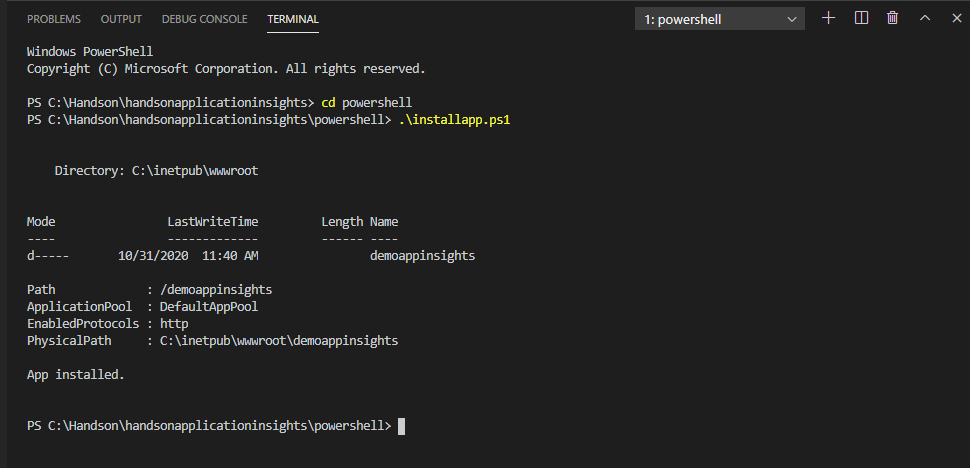 PROBLEMS OUTPUT DEBUG CONSOLE TERMINAL 1: powershell
Windows PowerShell
Copyright (C) Microsoft Corporation. All rights reserved.
PS C:\Handson\handsonapplicationinsights> cd powershell
PS C:\Handson\handsonapplicationinsights\powershell> .\installapp.ps1
Directory: C:\inetpub\wwwroot
Mode LastWriteTime Length Name
---- ------------- ------ ----
d----- 10/31/2020 11:40 AM demoappinsights
Path : /demoappinsights
ApplicationPool : DefaultAppPool
EnabledProtocols : http
PhysicalPath : C:\inetpub\wwwroot\demoappinsights
App installed.
PS C:\Handson\handsonapplicationinsights\powershell>